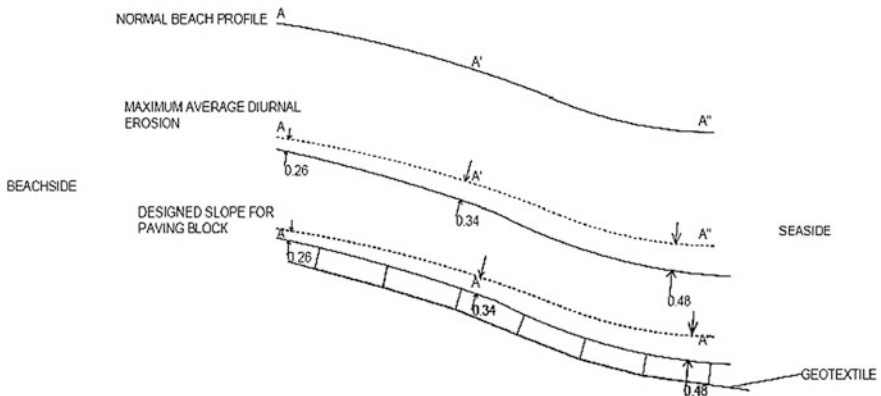 NORMAL BEACH PROFILE
A
A'
A"
MAXIMUM AVERAGE DIURNAL
EROSION
A
A'
A"
0.26
0.34
0.48
BEACHSIDE
SEASIDE
DESIGNED SLOPE FOR
PAVING BLOCK
A
A'
A"
0.26
0.34
0.48
GEOTEXTILE